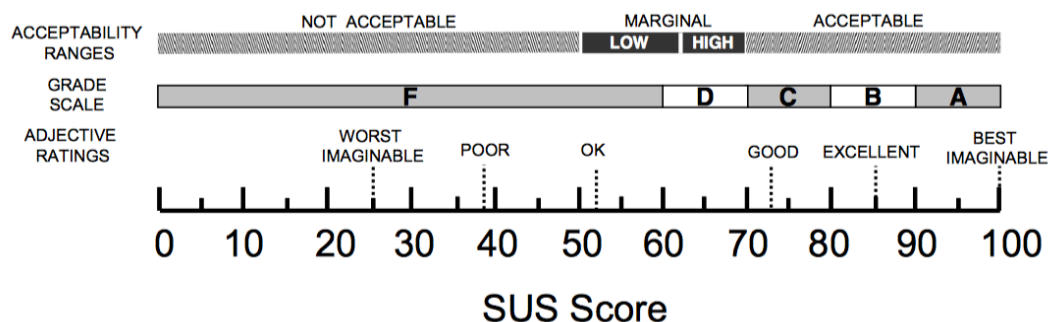 NOT ACCEPTABLE MARGINAL ACCEPTABLE
ACCEPTABILITY
RANGES
LOW HIGH
GRADE
SCALE
F D C B A
ADJECTIVE
RATINGS
WORST
IMAGINABLE
POOR
OK
GOOD
EXCELLENT
BEST
IMAGINABLE
0 10 20 30 40 50 60 70 80 90 100
SUS Score